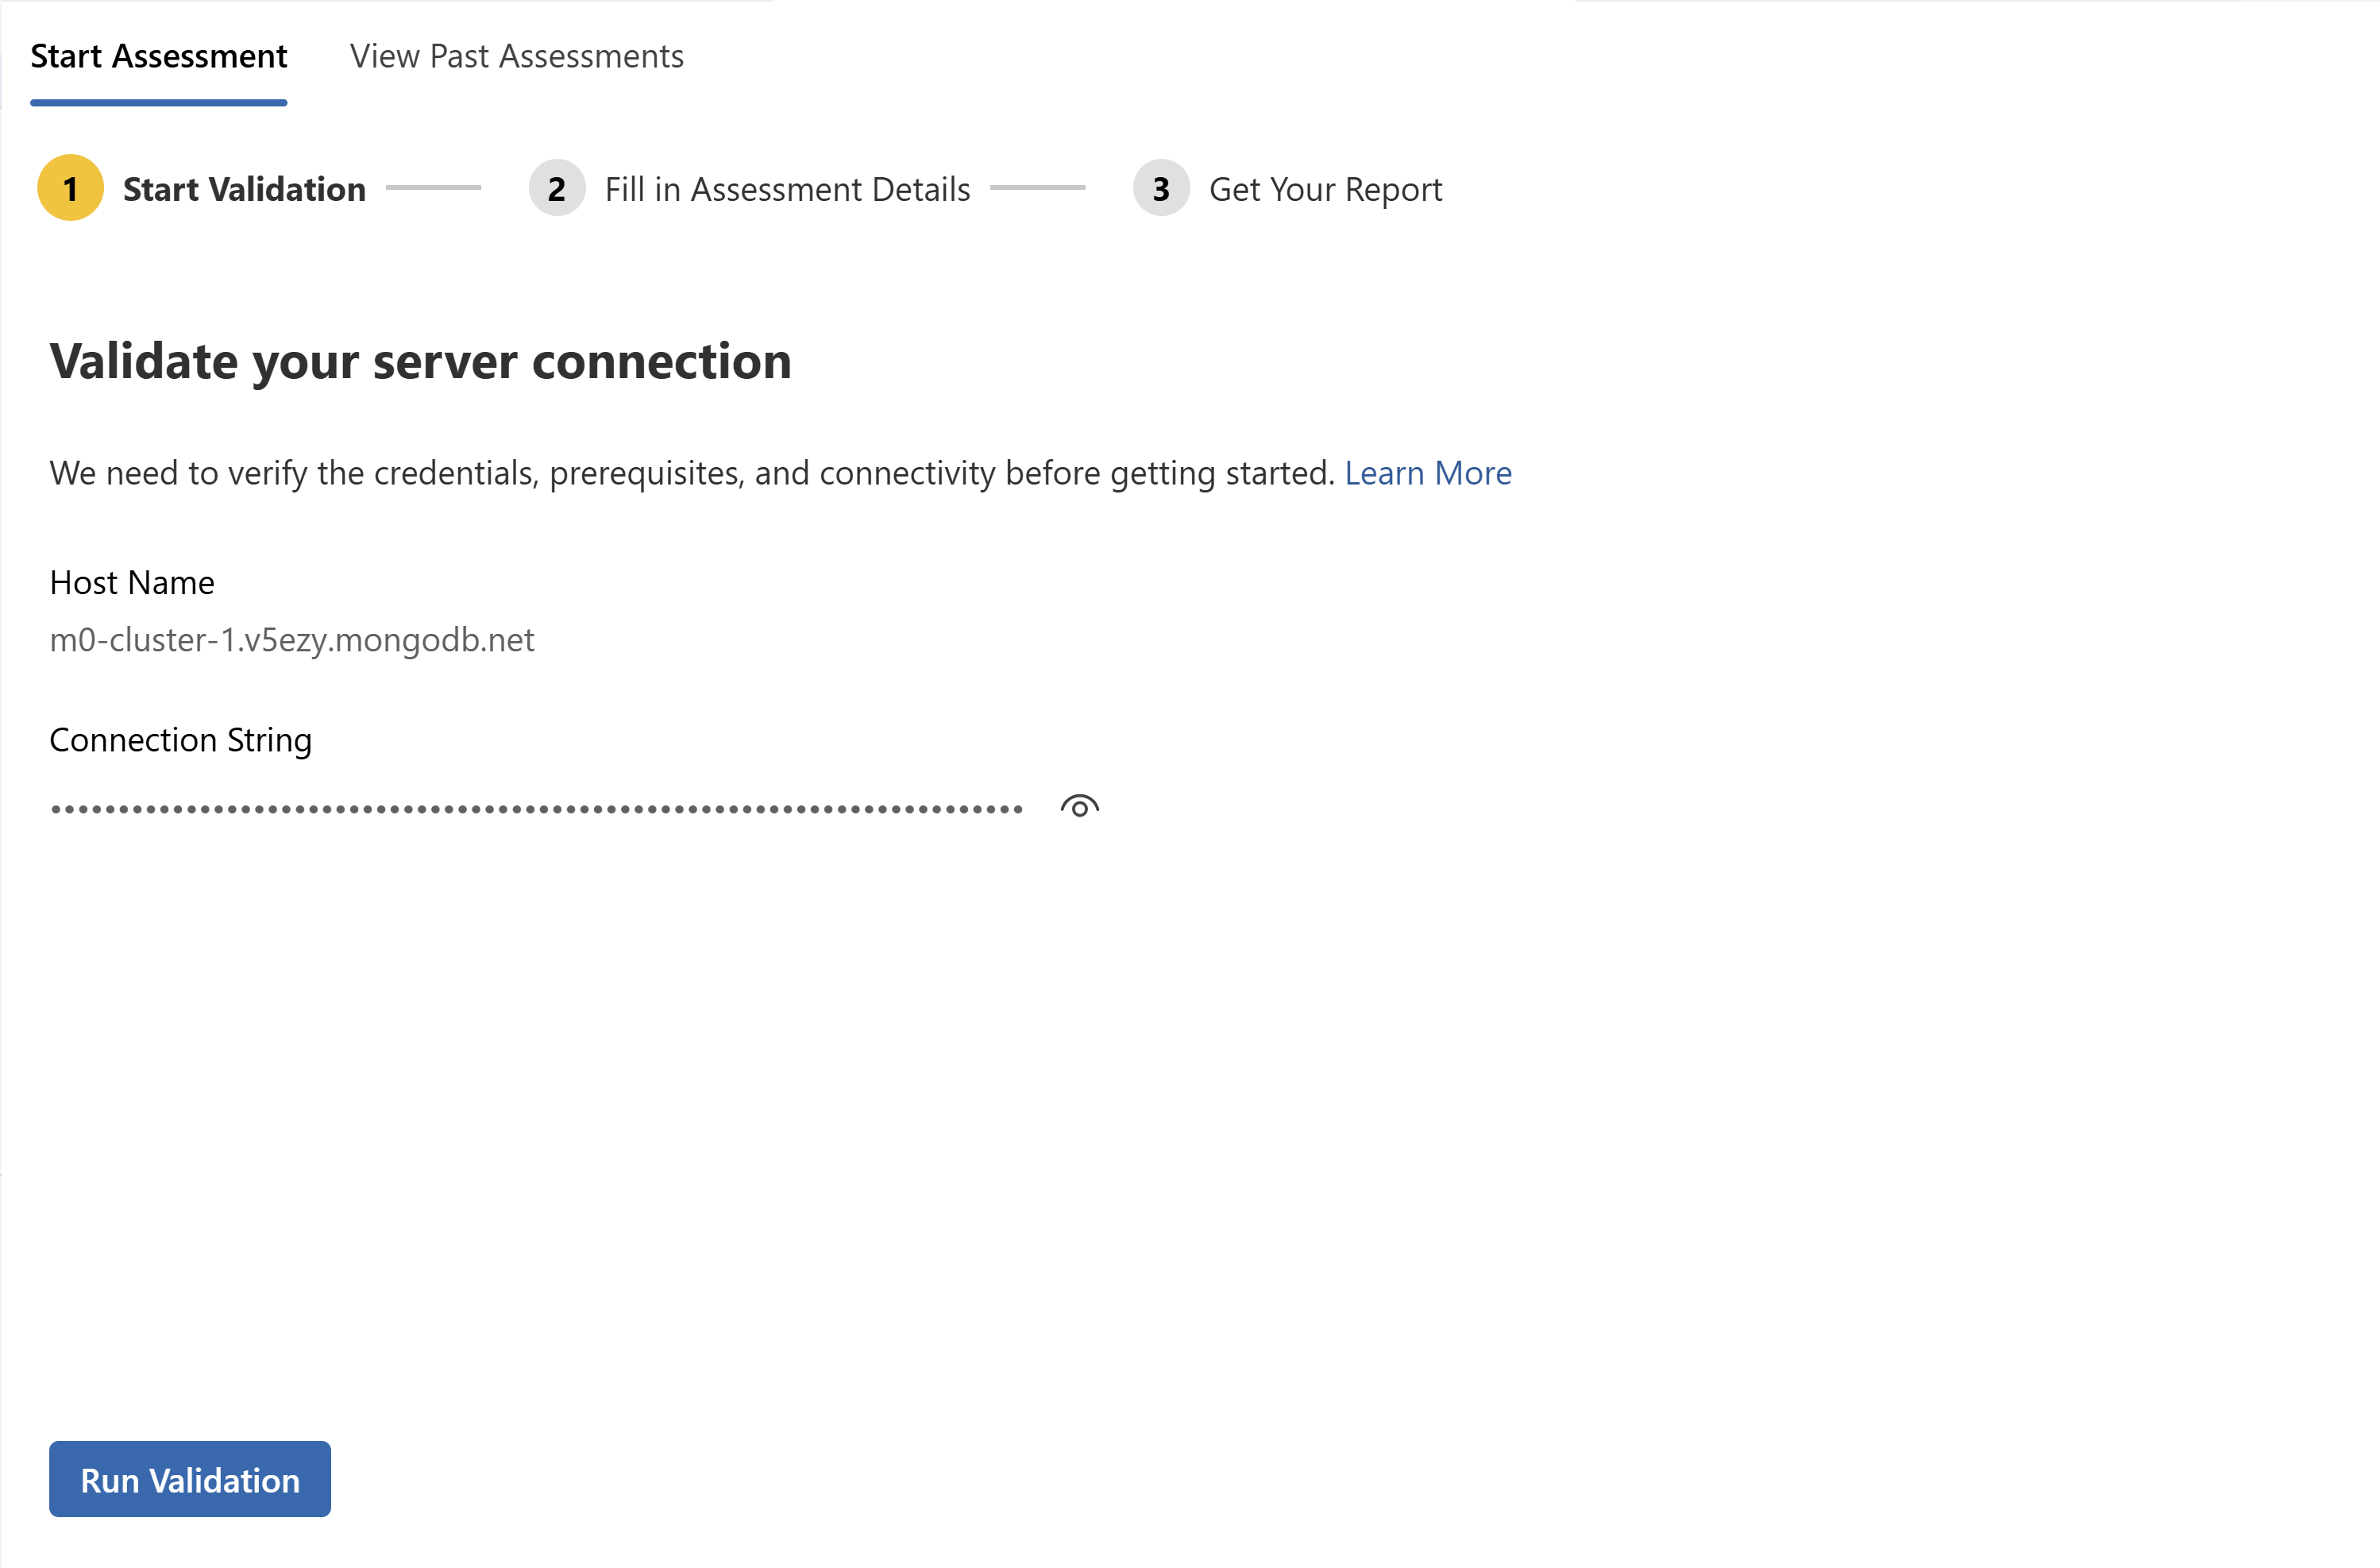 Start Assessment View Past Assessments
1 Start Validation 2 Fill in Assessment Details 3 Get Your Report
Validate your server connection
We need to verify the credentials, prerequisites, and connectivity before getting started. Learn More
Host Name
m0-cluster-1.v5ezy.mongodb.net
Connection String
Run Validation